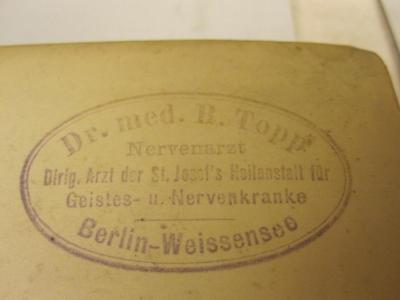 Dr. med. R. Topp
Nervenarzt
Dirig. Arzt der St. Josef's Heilanstalt für
Geistes- u. Nervenkranke
Berlin-Weissensee